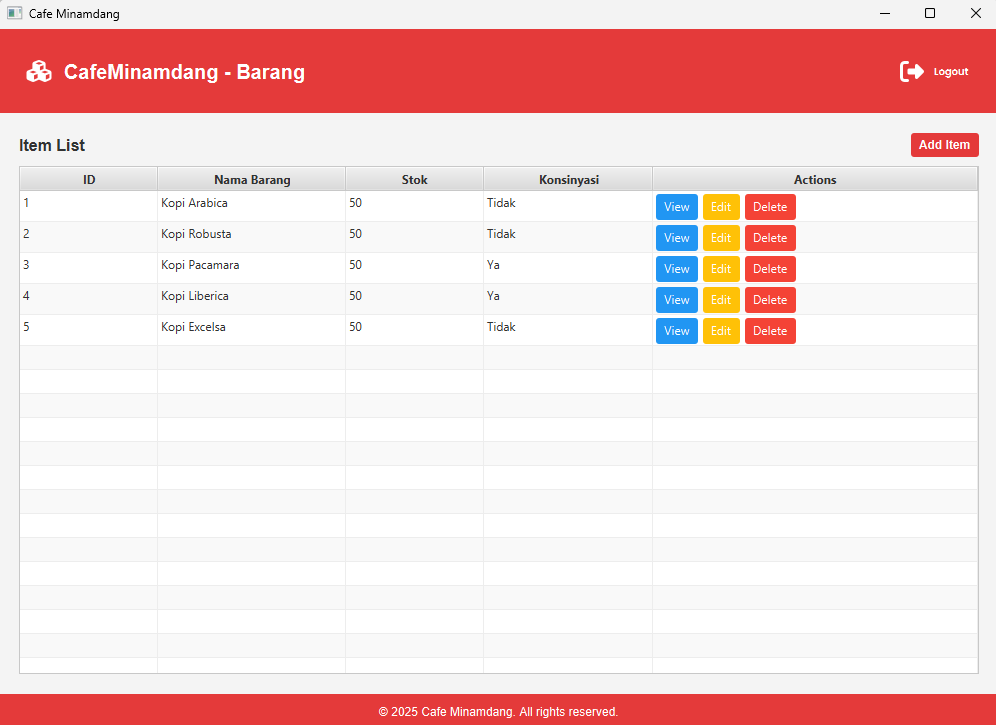 Cafe Minamdang
CafeMinamdang - Barang
Logout
Item List
Add Item
ID Nama Barang Stok Konsinyasi Actions
1 Kopi Arabica 50 Tidak View Edit Delete
2 Kopi Robusta 50 Tidak View Edit Delete
3 Kopi Pacamara 50 Ya View Edit Delete
4 Kopi Liberica 50 Ya View Edit Delete
5 Kopi Excelsa 50 Tidak View Edit Delete
© 2025 Cafe Minamdang. All rights reserved.